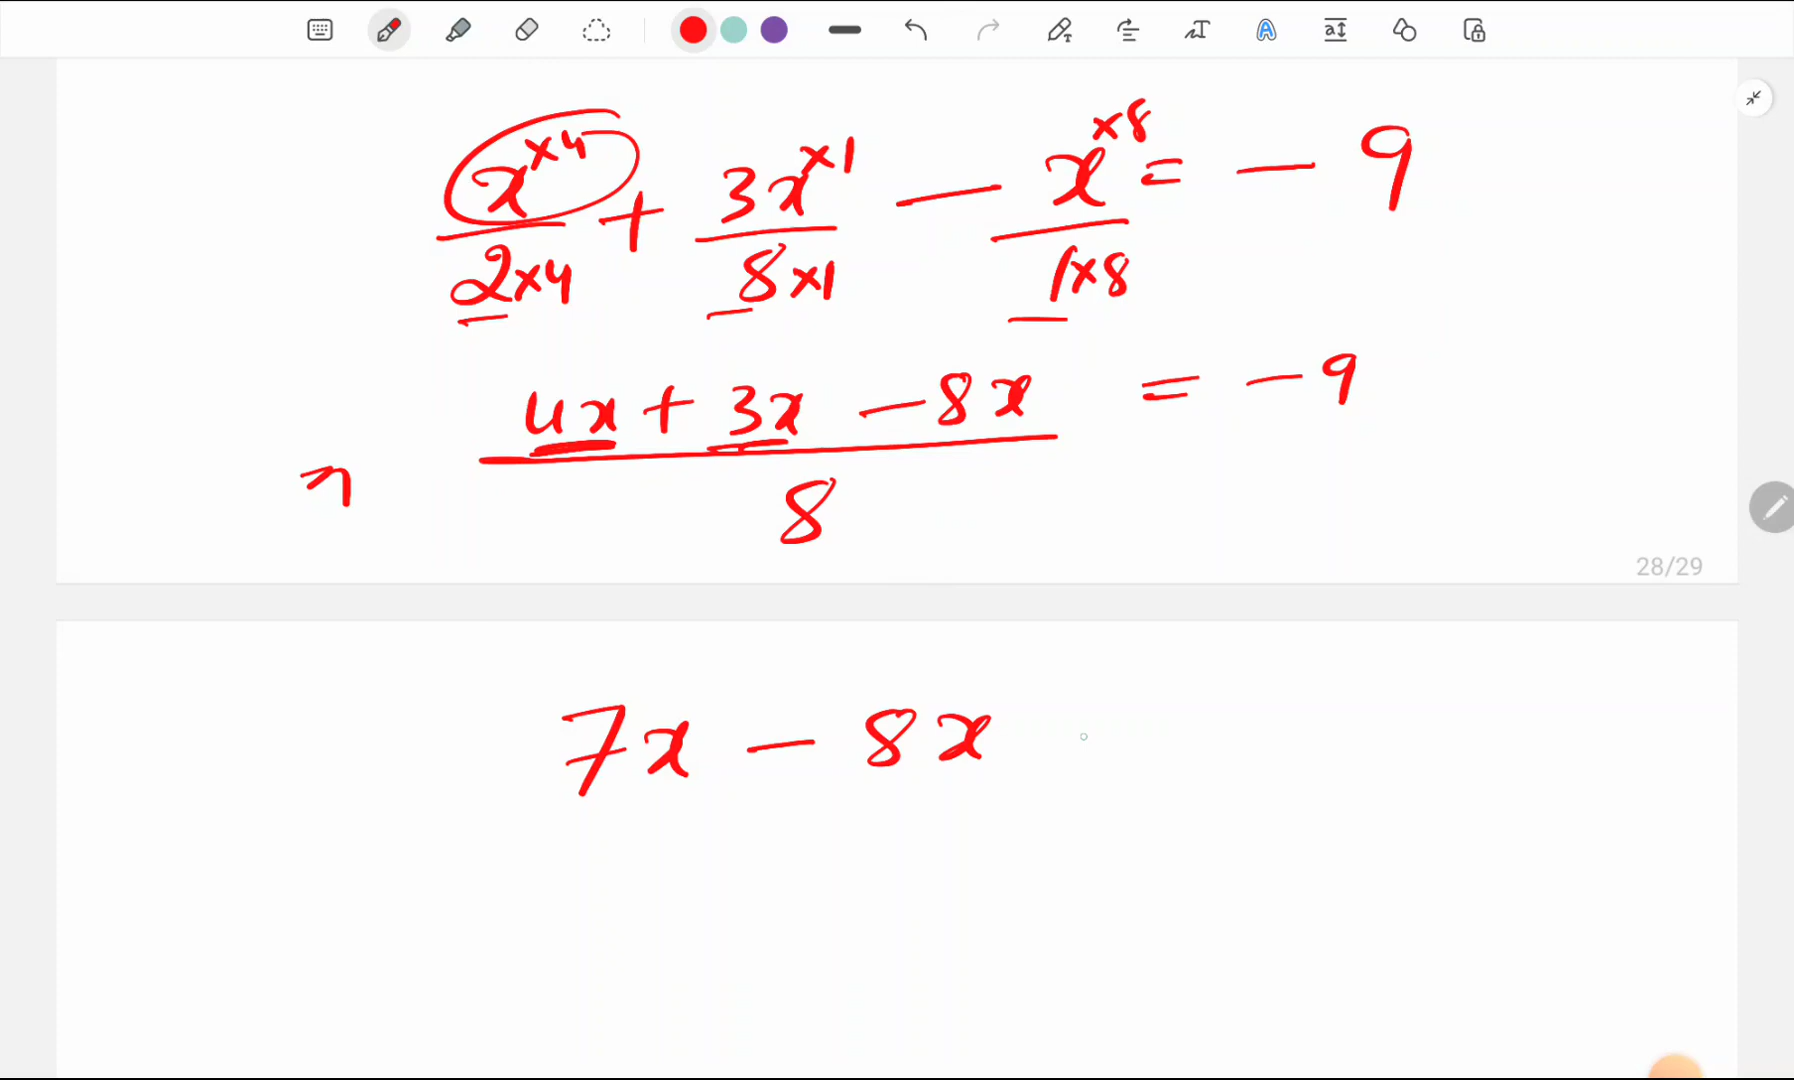 x^{×4}/2×4 + 3x^{×1}/8×1 − x^{×8}/1×8 = − 9
4x + 3x − 8x / 8 = − 9
28/29
7x − 8x